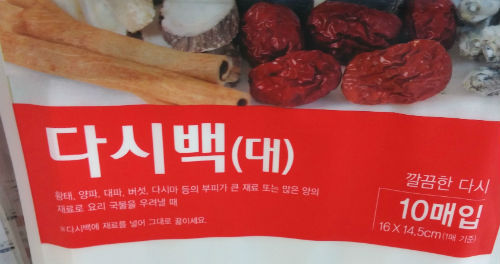 다시백(대)
황태, 양파, 대파, 버섯, 다시마 등의 부피가 큰 재료 또는 많은 양의
재료로 요리 국물을 우려낼 때
※다시백에 재료를 넣어 그대로 끓이세요.
깔끔한 다시
10매입
16 X 14.5cm(1매 기준)